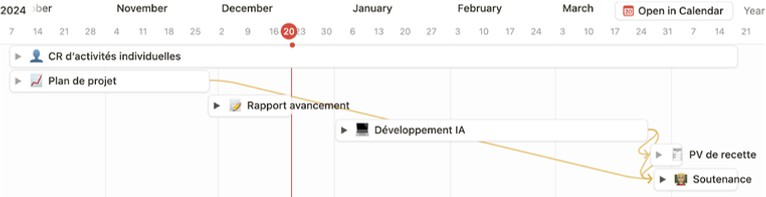 2024 ber November December January February March Open in Calendar Year
7 14 21 28 4 11 18 25 2 9 16 20 23 30 6 13 20 27 3 10 17 24 3 10 17 24 31 7 14 21
CR d'activités individuelles
Plan de projet
Rapport avancement
Développement IA
PV de recette
Soutenance